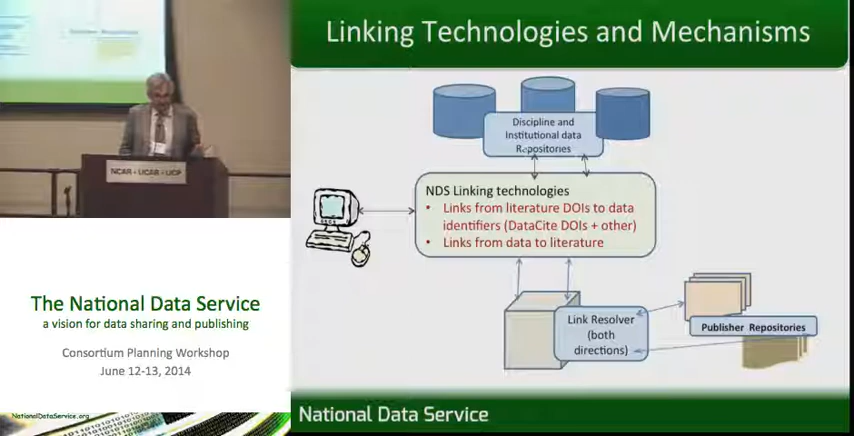 Linking Technologies and Mechanisms
Discipline and
Institutional data
Repositories
NDS Linking technologies
• Links from literature DOIs to data
identifiers (DataCite DOIs + other)
• Links from data to literature
Link Resolver
(both
directions)
Publisher Repositories
National Data Service
NCAR • UCAR • UCP
The National Data Service
a vision for data sharing and publishing
Consortium Planning Workshop
June 12-13, 2014
NationalDataService.org